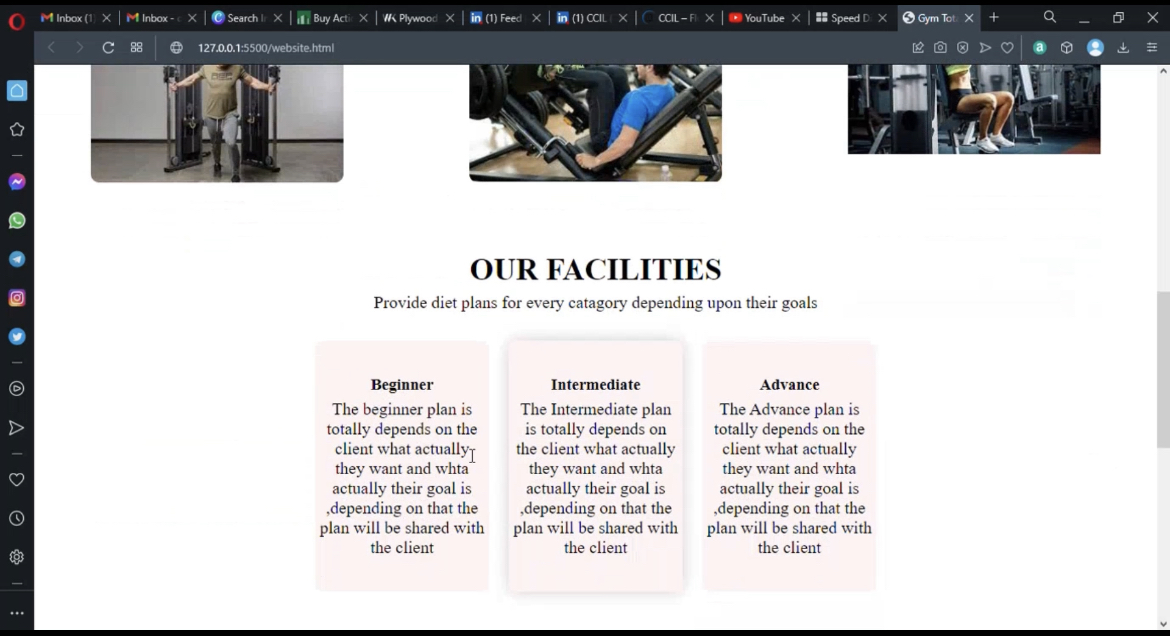 Inbox (1)
Inbox -
Search I
Buy Acti
Plywood
(1) Feed
(1) CCIL
CCIL – F
YouTube
Speed D
Gym Tot
127.0.0.1:5500/website.html
OUR FACILITIES
Provide diet plans for every catagory depending upon their goals
Beginner
The beginner plan is
totally depends on the
client what actually
they want and whta
actually their goal is
,depending on that the
plan will be shared with
the client
Intermediate
The Intermediate plan
is totally depends on
the client what actually
they want and whta
actually their goal is
,depending on that the
plan will be shared with
the client
Advance
The Advance plan is
totally depends on the
client what actually
they want and whta
actually their goal is
,depending on that the
plan will be shared with
the client